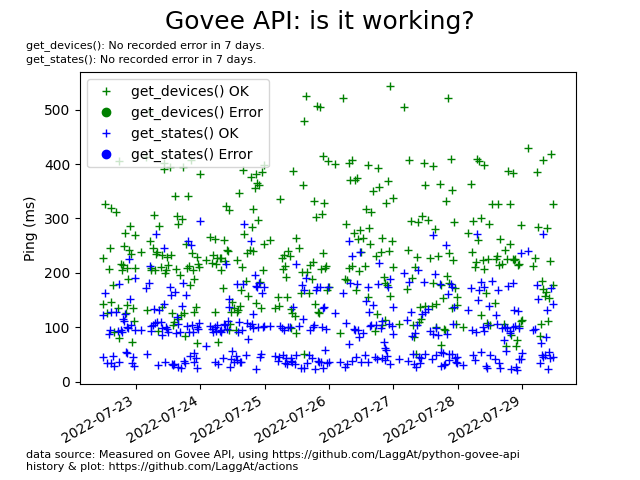 Govee API: is it working?
get_devices(): No recorded error in 7 days.
get_states(): No recorded error in 7 days.
get_devices() OK
get_devices() Error
get_states() OK
get_states() Error
Ping (ms)
500
400
300
200
100
0
2022-07-23
2022-07-24
2022-07-25
2022-07-26
2022-07-27
2022-07-28
2022-07-29
data source: Measured on Govee API, using https://github.com/LaggAt/python-govee-api
history & plot: https://github.com/LaggAt/actions